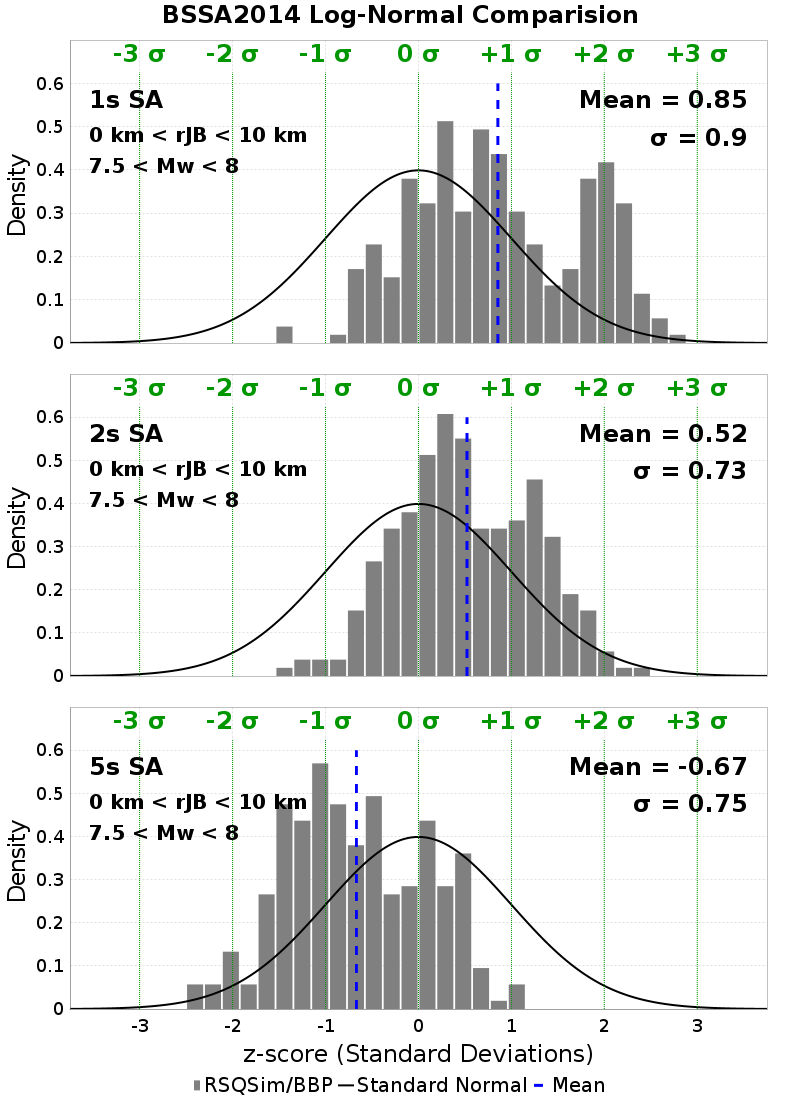 BSSA2014 Log-Normal Comparision
-3 σ -2 σ -1 σ 0 σ +1 σ +2 σ +3 σ
0.6
1s SA
Mean = 0.85
0.5
0 km < rJB < 10 km
σ = 0.9
0.4
7.5 < Mw < 8
0.3
0.2
0.1
0
Density
-3 σ -2 σ -1 σ 0 σ +1 σ +2 σ +3 σ
0.6
2s SA
Mean = 0.52
0.5
0 km < rJB < 10 km
σ = 0.73
0.4
7.5 < Mw < 8
0.3
0.2
0.1
0
Density
-3 σ -2 σ -1 σ 0 σ +1 σ +2 σ +3 σ
0.6
5s SA
Mean = -0.67
0.5
0 km < rJB < 10 km
σ = 0.75
0.4
7.5 < Mw < 8
0.3
0.2
0.1
0
Density
-3 -2 -1 0 1 2 3
z-score (Standard Deviations)
RSQSim/BBP Standard Normal Mean